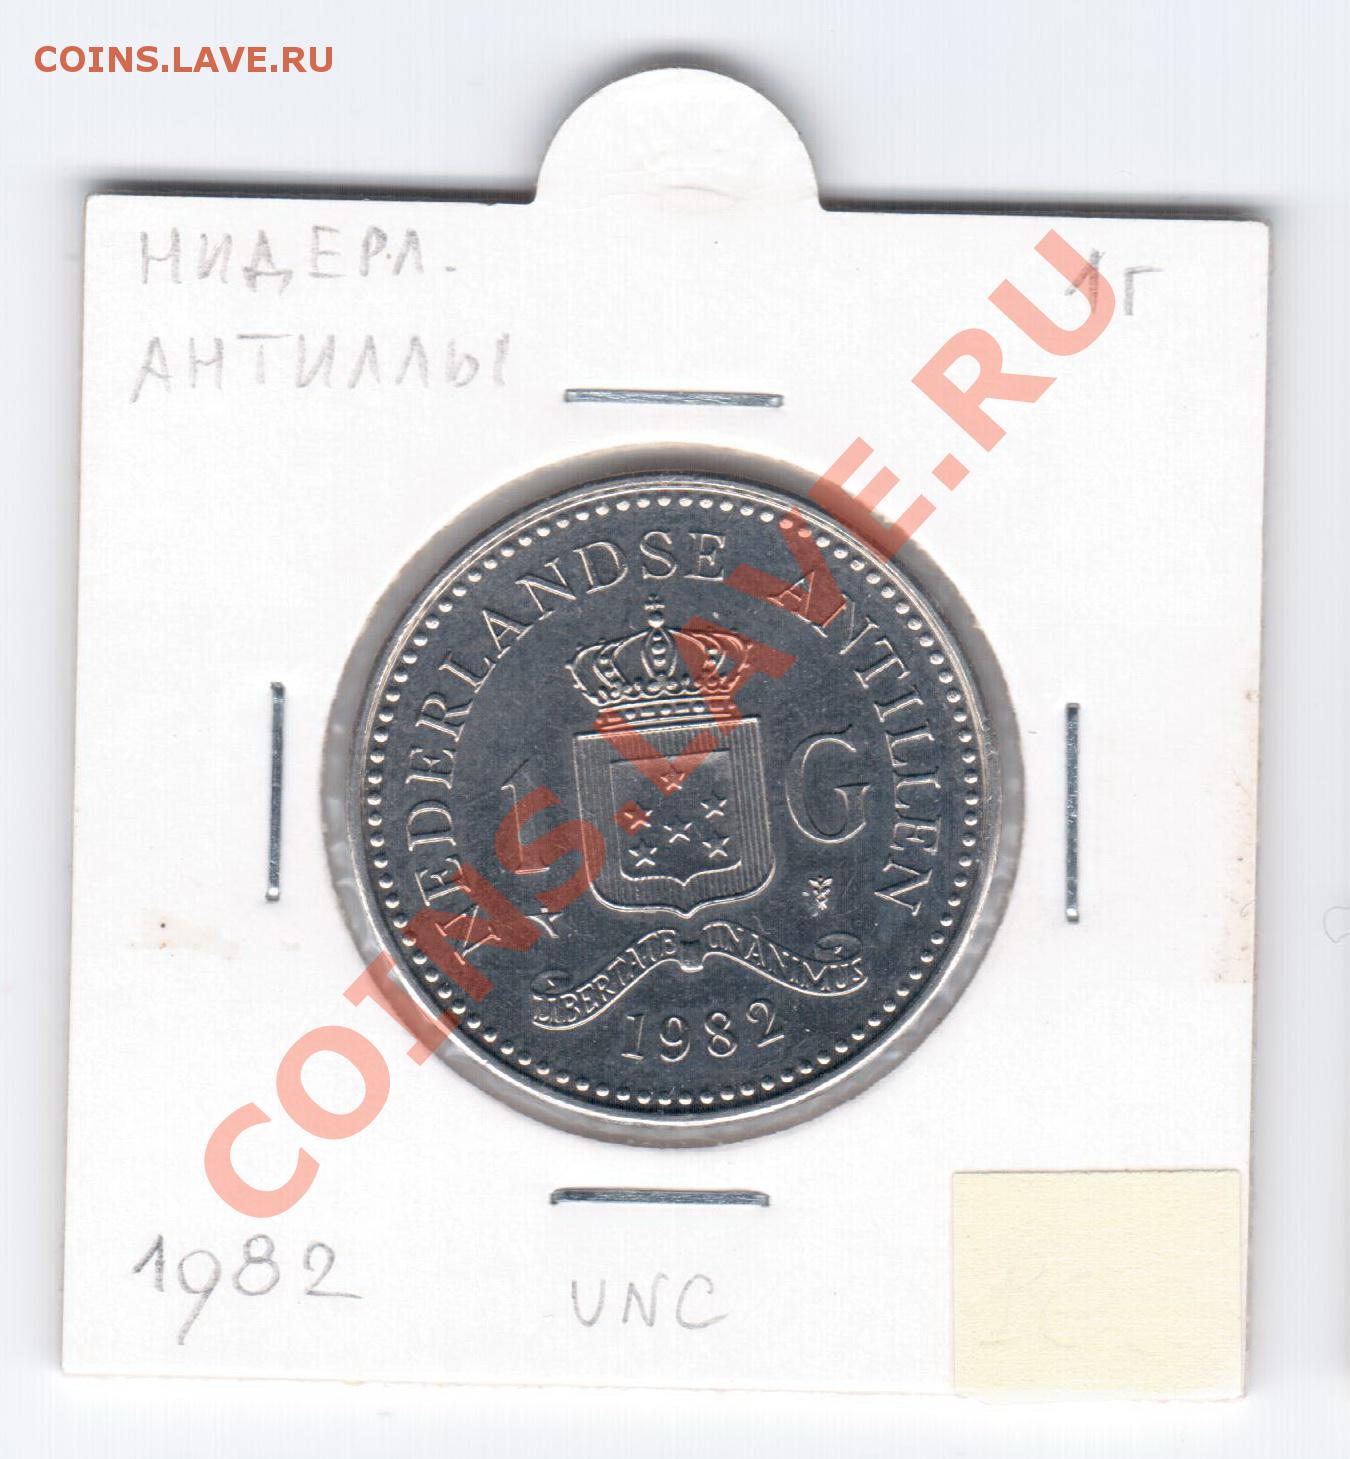 COINS.LAVE.RU
НИДЕРЛ.
АНТИЛЛЫ
1г
NEDERLANDSE ANTILLEN
1 G
LIBERTATE UNANIMUS
1982
COINS.LAVE.RU
1982
UNC